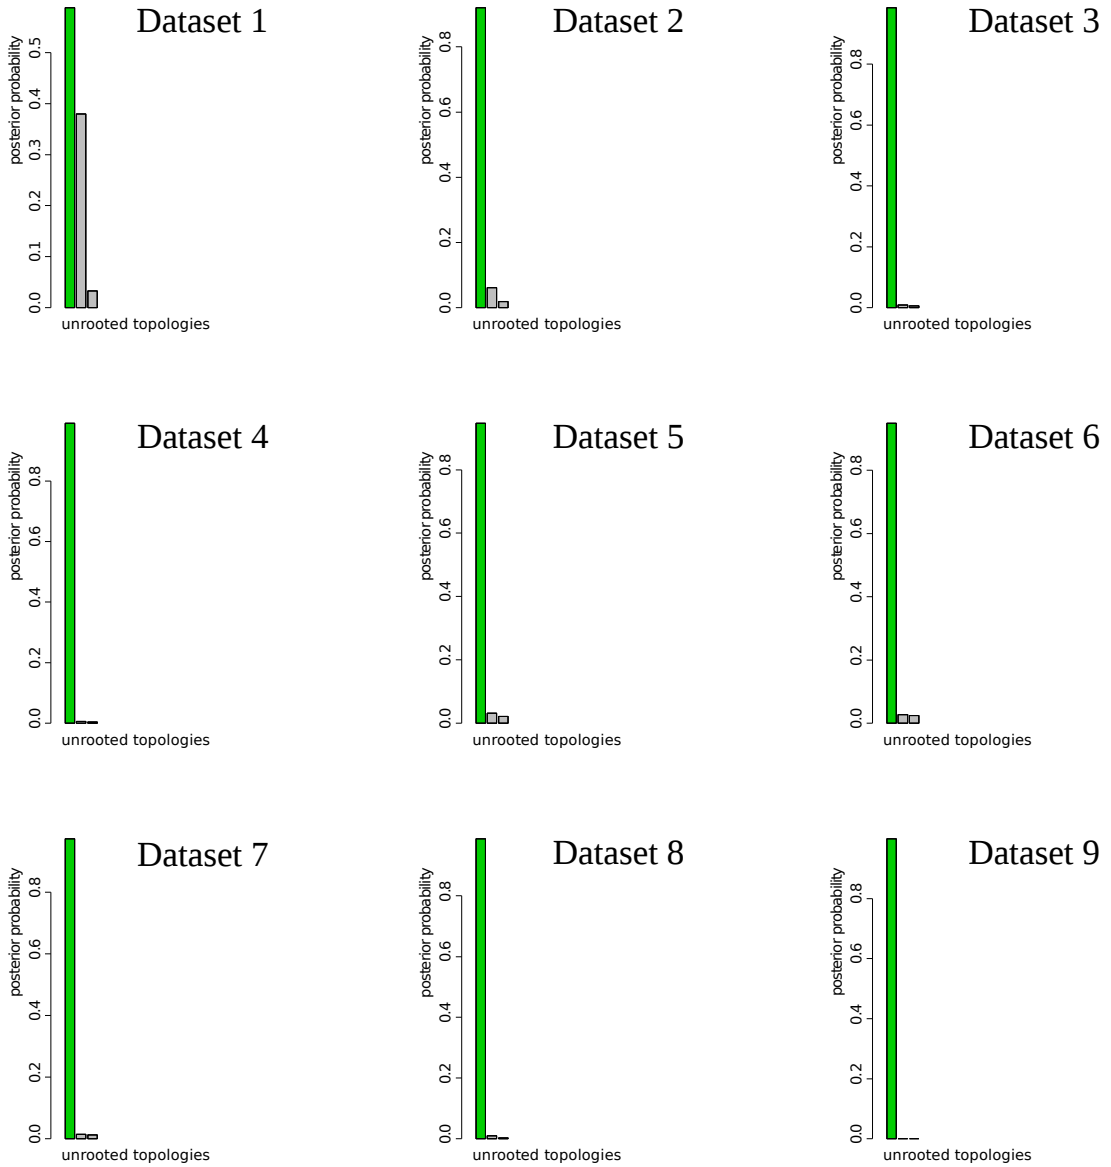 Dataset 1
posterior probability
0.5
0.4
0.3
0.2
0.1
0.0
unrooted topologies
Dataset 2
posterior probability
0.8
0.6
0.4
0.2
0.0
unrooted topologies
Dataset 3
posterior probability
0.8
0.6
0.4
0.2
0.0
unrooted topologies
Dataset 4
posterior probability
0.8
0.6
0.4
0.2
0.0
unrooted topologies
Dataset 5
posterior probability
0.8
0.6
0.4
0.2
0.0
unrooted topologies
Dataset 6
posterior probability
0.8
0.6
0.4
0.2
0.0
unrooted topologies
Dataset 7
posterior probability
0.8
0.6
0.4
0.2
0.0
unrooted topologies
Dataset 8
posterior probability
0.8
0.6
0.4
0.2
0.0
unrooted topologies
Dataset 9
posterior probability
0.8
0.6
0.4
0.2
0.0
unrooted topologies